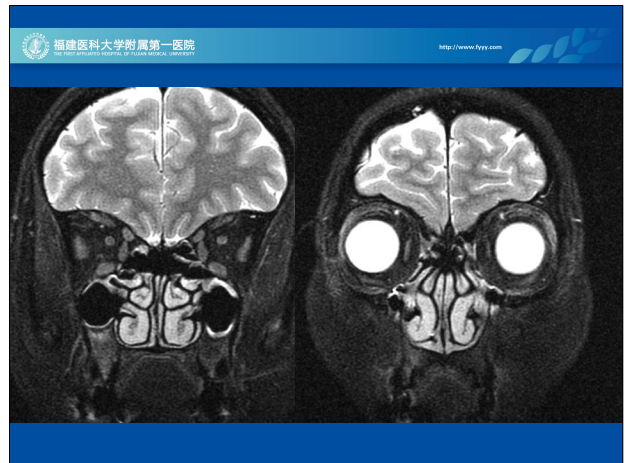 福建医科大学附属第一医院
THE FIRST AFFILIATED HOSPITAL OF FUJIAN MEDICAL UNIVERSITY
http://www.fyyy.com